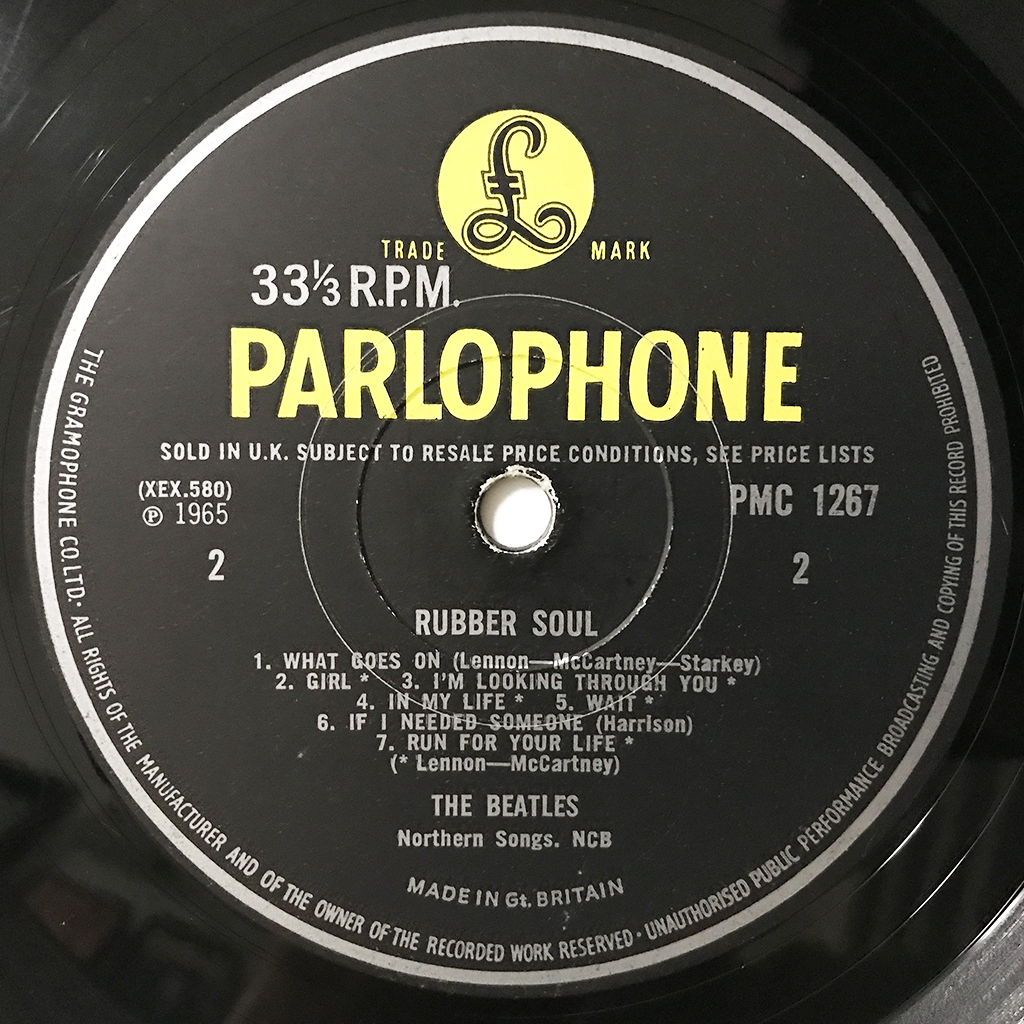 £
TRADE MARK
33⅓ R.P.M.
PARLOPHONE
SOLD IN U.K. SUBJECT TO RESALE PRICE CONDITIONS, SEE PRICE LISTS
(XEX.580) PMC 1267
℗ 1965
2 2
RUBBER SOUL
1. WHAT GOES ON (Lennon—McCartney—Starkey)
2. GIRL * 3. I'M LOOKING THROUGH YOU *
4. IN MY LIFE * 5. WAIT *
6. IF I NEEDED SOMEONE (Harrison)
7. RUN FOR YOUR LIFE *
(* Lennon—McCartney)
THE BEATLES
Northern Songs. NCB
MADE IN Gt. BRITAIN
THE GRAMOPHONE CO. LTD. · ALL RIGHTS OF THE MANUFACTURER AND OF THE OWNER OF THE RECORDED WORK RESERVED · UNAUTHORISED PUBLIC PERFORMANCE BROADCASTING AND COPYING OF THIS RECORD PROHIBITED